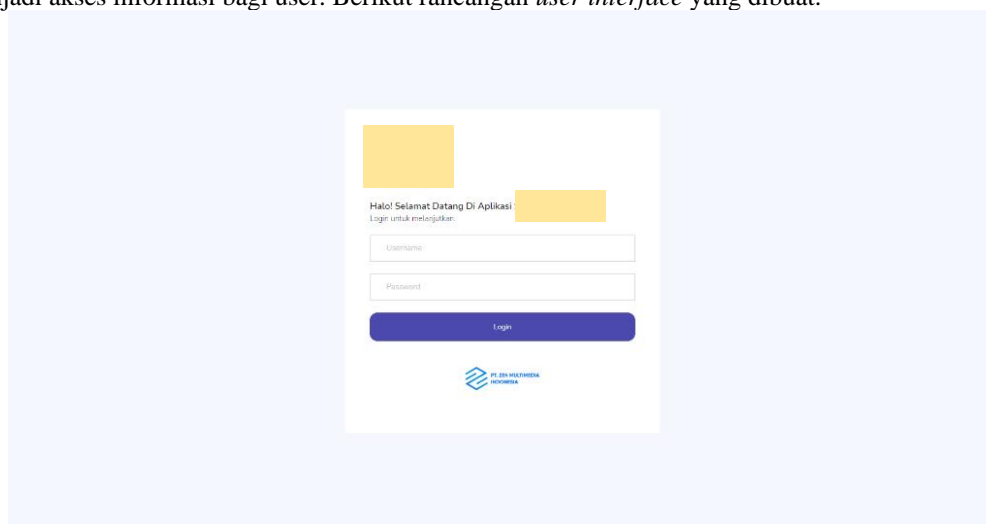 jadi akses informasi bagi user. Berikut rancangan user interface yang dibuat.
Halo! Selamat Datang Di Aplikasi
Login untuk melanjutkan.
Username
Password
Login
PT. ZEN MULTIMEDIA
INDONESIA